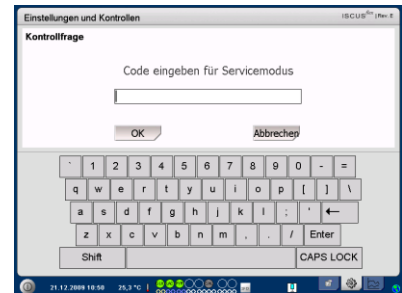 Einstellungen und Kontrollen
ISCUS
Kontrollfrage
Code eingeben für Servicemodus
OK
Abbrechen
` 1 2 3 4 5 6 7 8 9 0 - =
q w e r t y u i o p [ ] \
a s d f g h j k l ; ' ←
z x c v b n m , . / Enter
Shift CAPS LOCK
21.12.2009 10:58 25,3 °C